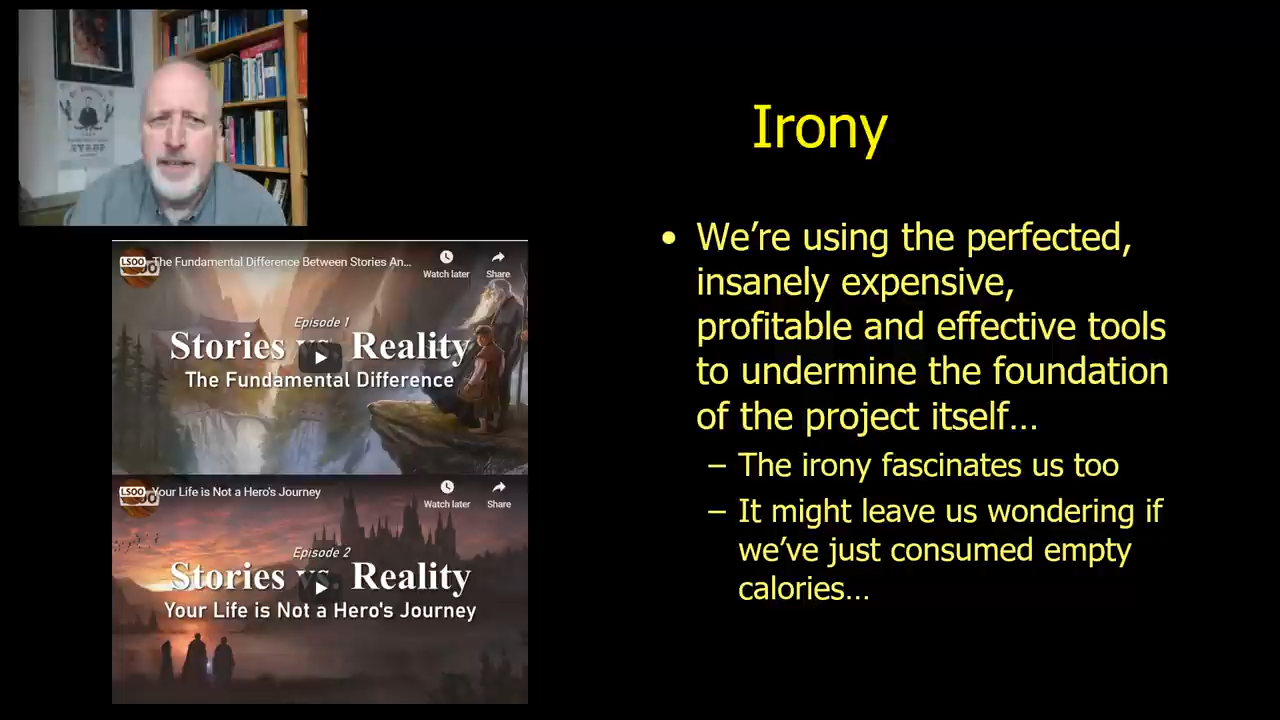 Irony
• We’re using the perfected,
insanely expensive,
profitable and effective tools
to undermine the foundation
of the project itself…
– The irony fascinates us too
– It might leave us wondering if
we’ve just consumed empty
calories…
LSOO
The Fundamental Difference Between Stories An...
Watch later
Share
Episode 1
Stories vs. Reality
The Fundamental Difference
LSOO
Your Life is Not a Hero's Journey
Watch later
Share
Episode 2
Stories vs. Reality
Your Life is Not a Hero's Journey